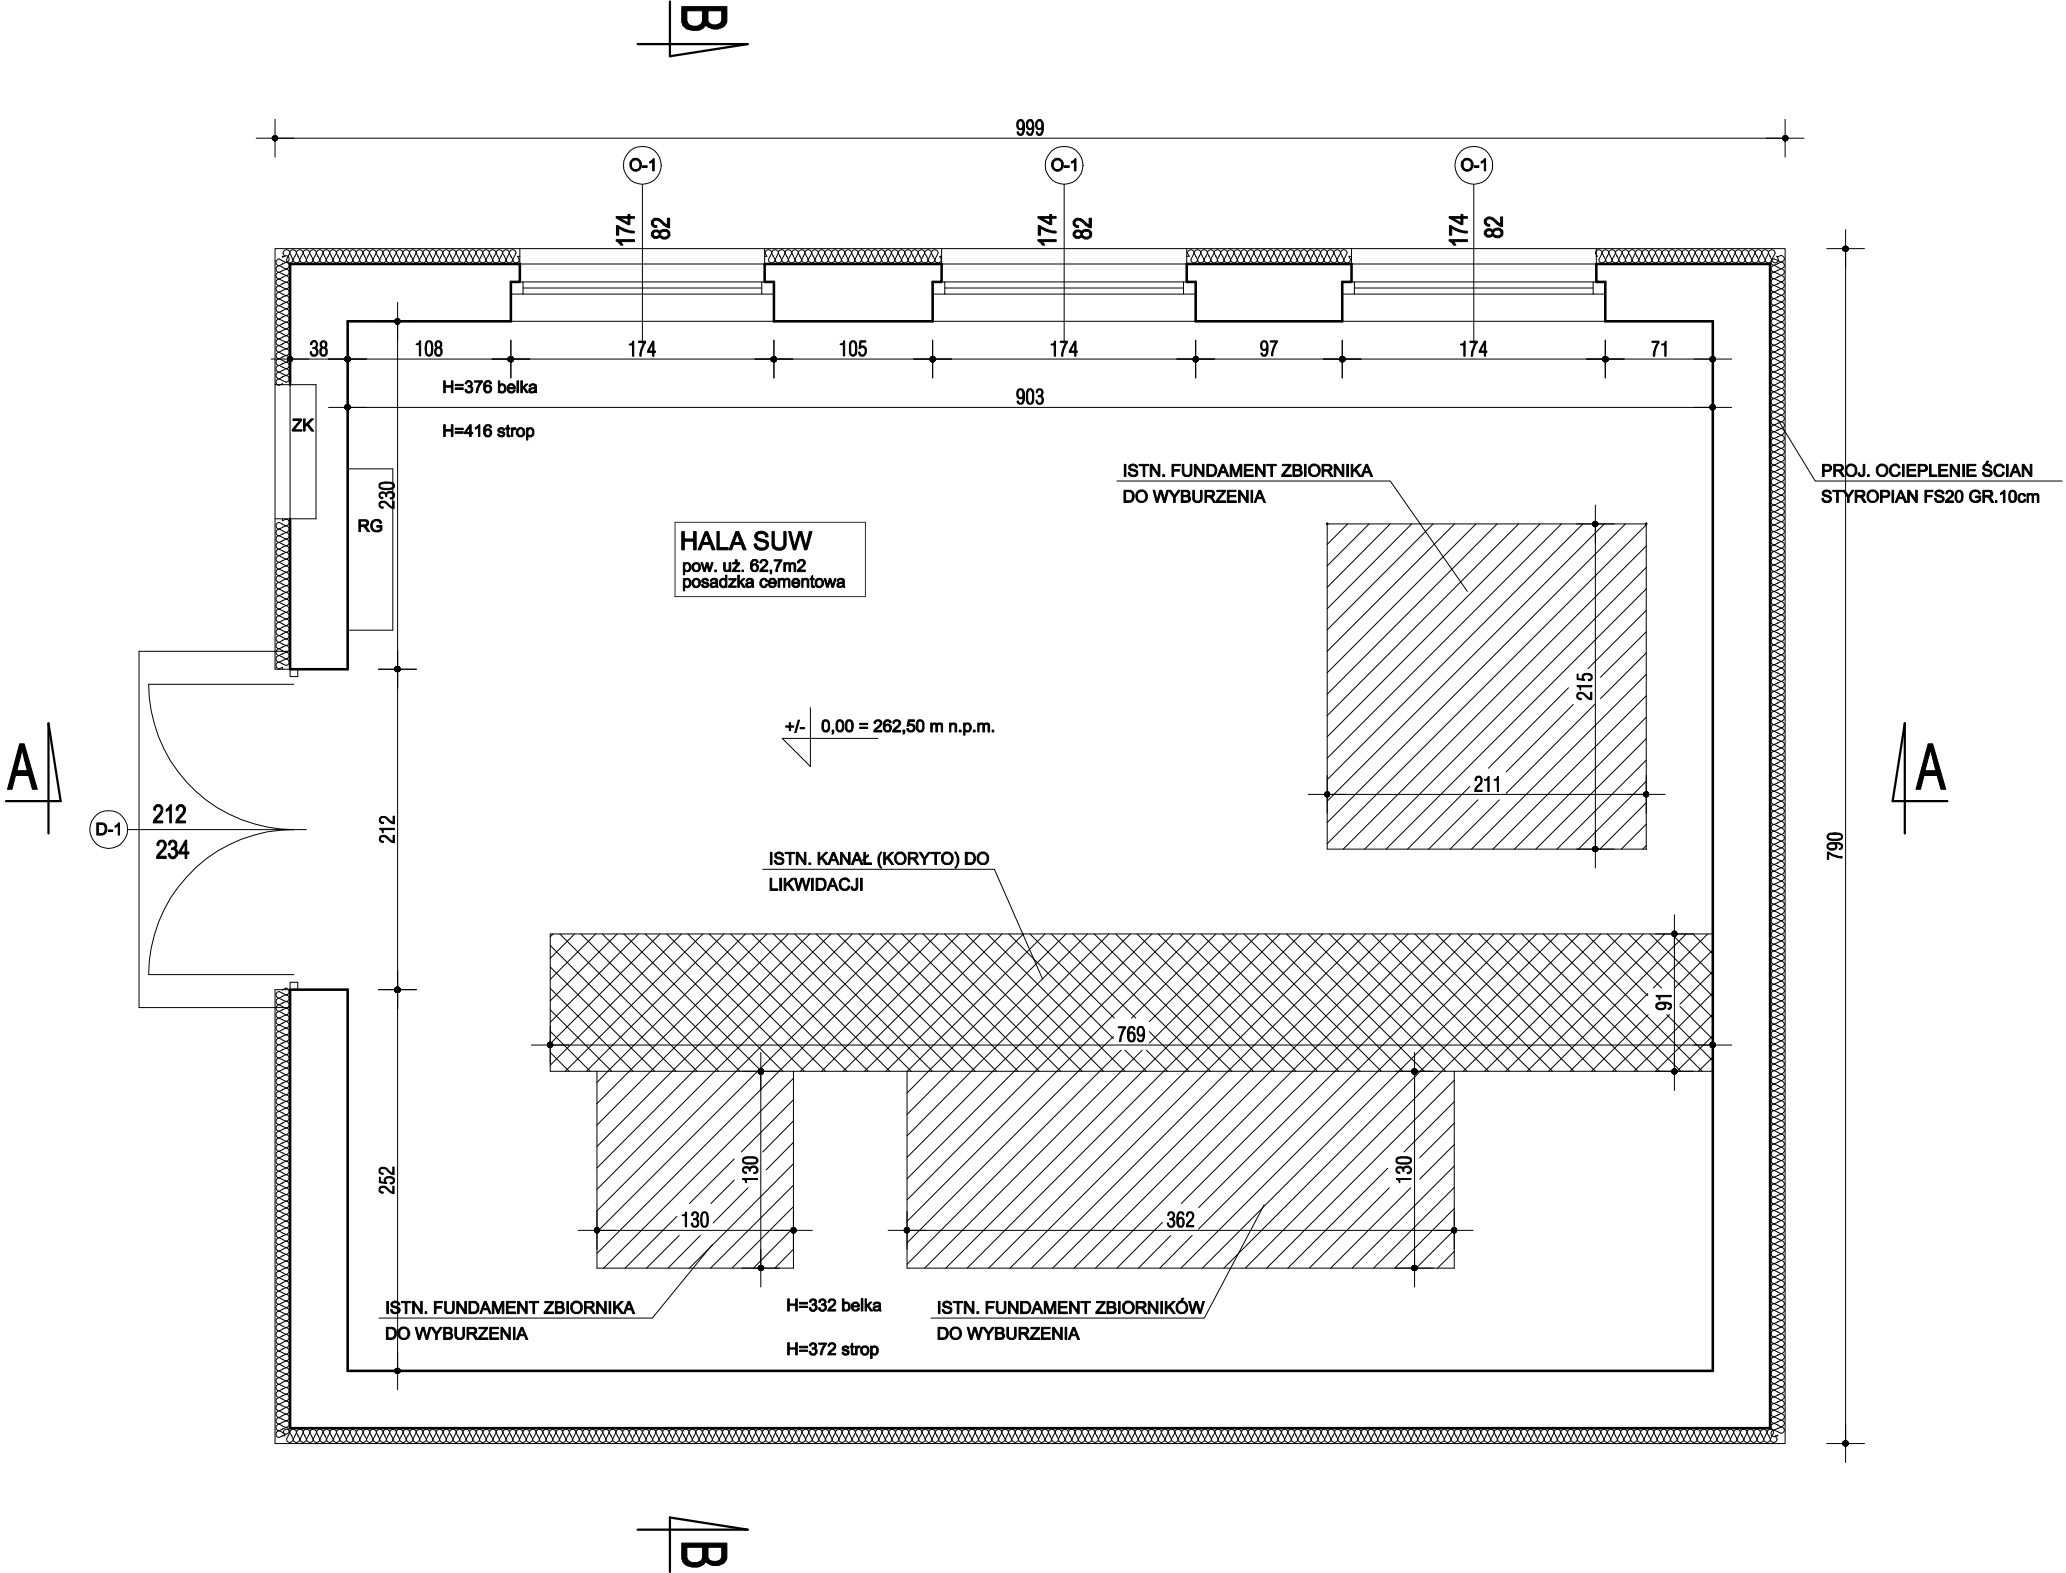 B
999
O-1
O-1
O-1
174
82
174
82
174
82
38
108
174
105
174
97
174
71
H=376 belka
903
H=416 strop
ZK
RG
230
ISTN. FUNDAMENT ZBIORNIKA
DO WYBURZENIA
PROJ. OCIEPLENIE ŚCIAN
STYROPIAN FS20 GR.10cm
HALA SUW
pow. uż. 62,7m2
posadzka cementowa
215
+/- 0,00 = 262,50 m n.p.m.
A
A
211
D-1
212
234
212
790
ISTN. KANAŁ (KORYTO) DO
LIKWIDACJI
91
769
252
130
130
130
362
ISTN. FUNDAMENT ZBIORNIKA
DO WYBURZENIA
H=332 belka
H=372 strop
ISTN. FUNDAMENT ZBIORNIKÓW
DO WYBURZENIA
B